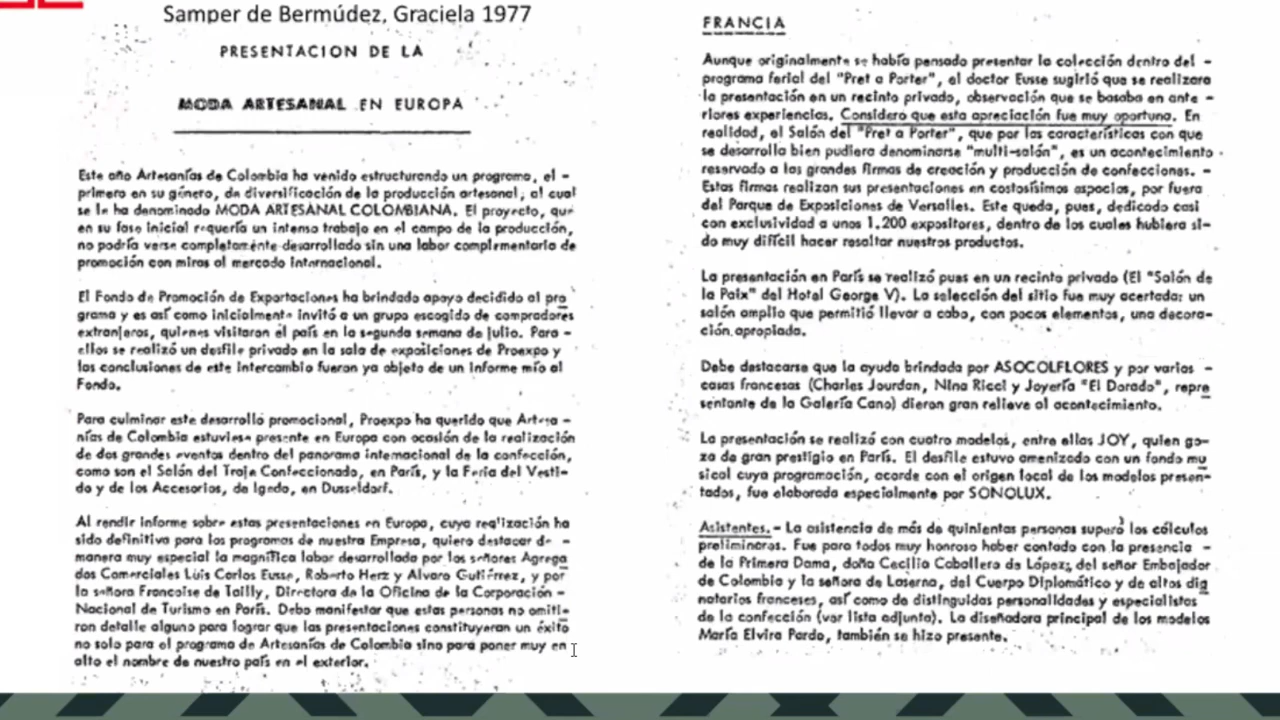 Samper de Bermúdez, Graciela 1977
PRESENTACION DE LA
MODA ARTESANAL EN EUROPA
Este año Artesanías de Colombia ha venido estructurando un programa, el -
primero en su género, de diversificación de la producción artesanal, al cual
se le ha denominado MODA ARTESANAL COLOMBIANA. El proyecto, que
en su fase inicial requería un intenso trabajo en el campo de la producción,
no podría verse completamente desarrollado sin una labor complementaria de
promoción con miras al mercado internacional.
El Fondo de Promoción de Exportaciones ha brindado apoyo decidido al pro
grama y es así como inicialmente invitó a un grupo escogido de compradores
extranjeros, quienes visitaron el país en la segunda semana de julio. Para -
ellos se realizó un desfile privado en la sala de exposiciones de Proexpo y
las conclusiones de este intercambio fueron ya objeto de un informe mío al
Fondo.
Para culminar este desarrollo promocional, Proexpo ha querido que Artesa -
nías de Colombia estuviese presente en Europa con ocasión de la realización
de dos grandes eventos dentro del panorama internacional de la confección,
como son el Salón del Traje Confeccionado, en París, y la Feria del Vesti-
do y de los Accesorios, de Igedo, en Dusseldorf.
Al rendir informe sobre estas presentaciones en Europa, cuya realización ha
sido definitiva para los programas de nuestra Empresa, quiero destacar de -
manera muy especial la magnífica labor desarrollada por los señores Agrega
dos Comerciales Luis Carlos Eusse, Roberto Herz y Alvaro Gutiérrez, y por
la señora Francoise de Tailly, Directora de la Oficina de la Corporación -
Nacional de Turismo en París. Debo manifestar que estas personas no omitie-
ron detalle alguno para lograr que las presentaciones constituyeran un éxito
no solo para el programa de Artesanías de Colombia sino para poner muy en
alto el nombre de nuestro país en el exterior.
FRANCIA
Aunque originalmente se había pensado presentar la colección dentro del -
programa ferial del "Pret a Porter", el doctor Eusse sugirió que se realizara
la presentación en un recinto privado, observación que se basaba en ante -
riores experiencias. Considero que esta apreciación fue muy oportuna. En
realidad, el Salón del "Pret a Porter", que por las características con que
se desarrolla bien pudiera denominarse "multi-salón", es un acontecimiento
reservado a las grandes firmas de creación y producción de confecciones. -
Estas firmas realizan sus presentaciones en costosísimos espacios, por fuera
del Parque de Exposiciones de Versalles. Este queda, pues, dedicado casi
con exclusividad a unos 1.200 expositores, dentro de los cuales hubiera si-
do muy difícil hacer resaltar nuestros productos.
La presentación en París se realizó pues en un recinto privado (El "Salón de
la Paix" del Hotel George V). La selección del sitio fue muy acertada: un
salón amplio que permitió llevar a cabo, con pocos elementos, una decora-
ción apropiada.
Debe destacarse que la ayuda brindada por ASOCOLFLORES y por varias -
casas francesas (Charles Jourdan, Nina Ricci y Joyería "El Dorado", repre
sentante de la Galería Cano) dieron gran relieve al acontecimiento.
La presentación se realizó con cuatro modelos, entre ellas JOY, quien go-
za de gran prestigio en París. El desfile estuvo amenizado con un fondo mu
sical cuya programación, acorde con el origen local de los modelos presen-
tados, fue elaborada especialmente por SONOLUX.
Asistentes.- La asistencia de más de quinientas personas superó los cálculos
preliminares. Fue para todos muy honroso haber contado con la presencia -
de la Primera Dama, doña Cecilia Caballero de López, del señor Embajador
de Colombia y la señora de Laserna, del Cuerpo Diplomático y de altos dig
natarios franceses, así como de distinguidas personalidades y especialistas
de la confección (ver lista adjunta). La diseñadora principal de los modelos
María Elvira Pardo, también se hizo presente.